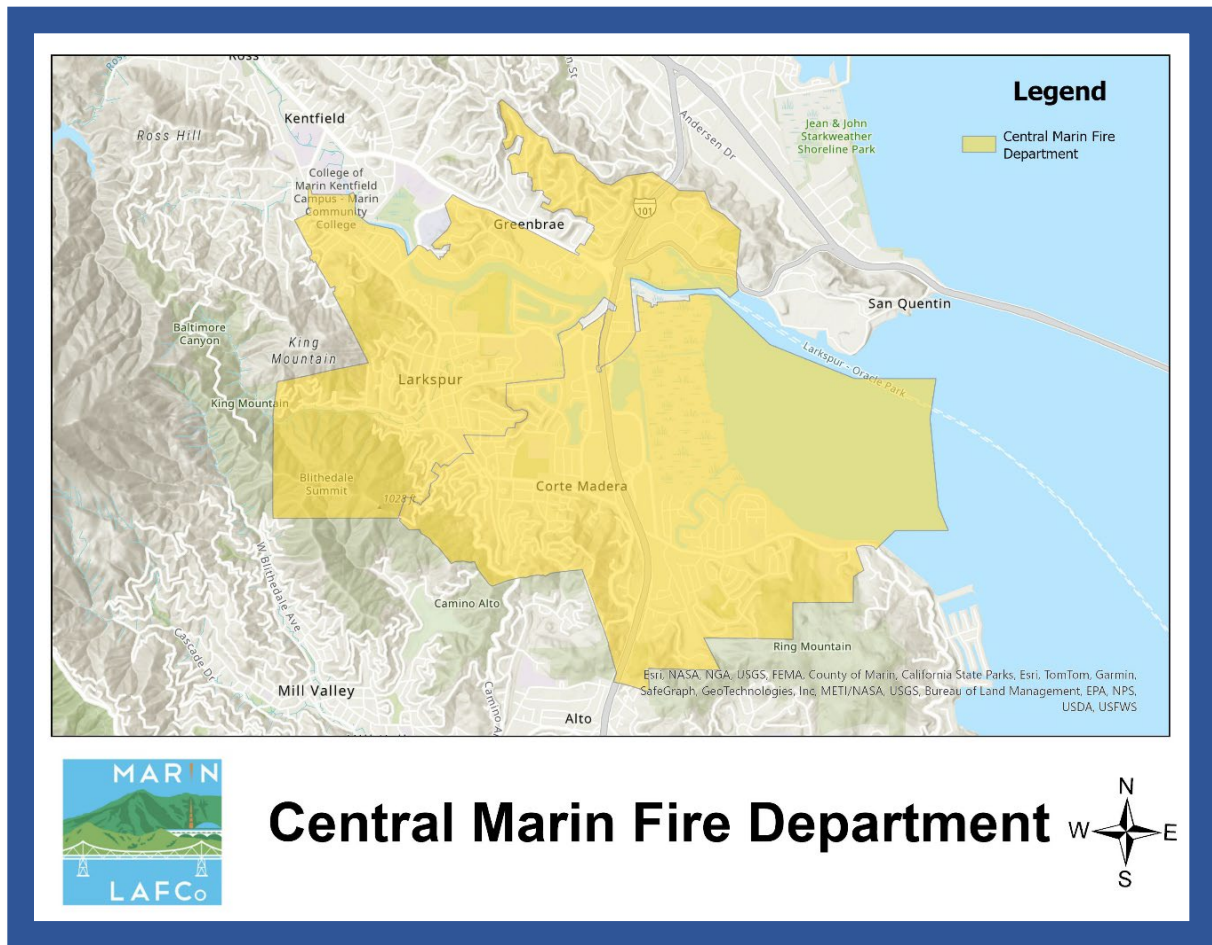 Ross
Kentfield
Ross Hill
College of
Marin Kentfield
Campus - Marin
Community
College
Andersen Dr
Jean & John
Starkweather
Shoreline Park
Legend
Central Marin Fire
Department
Greenbrae
101
San Quentin
Baltimore
Canyon
King
Mountain
Larkspur - Oracle Park
Larkspur
King Mountain
Blithedale
Summit
1028 ft
Corte Madera
W Blithedale Ave
Camino Alto
Cascade Dr
Ring Mountain
Mill Valley
Alto
Esri, NASA, NGA, USGS, FEMA, County of Marin, California State Parks, Esri, TomTom, Garmin,
SafeGraph, GeoTechnologies, Inc, METI/NASA, USGS, Bureau of Land Management, EPA, NPS,
USDA, USFWS
MARIN
LAFCo
Central Marin Fire Department
N
W
E
S